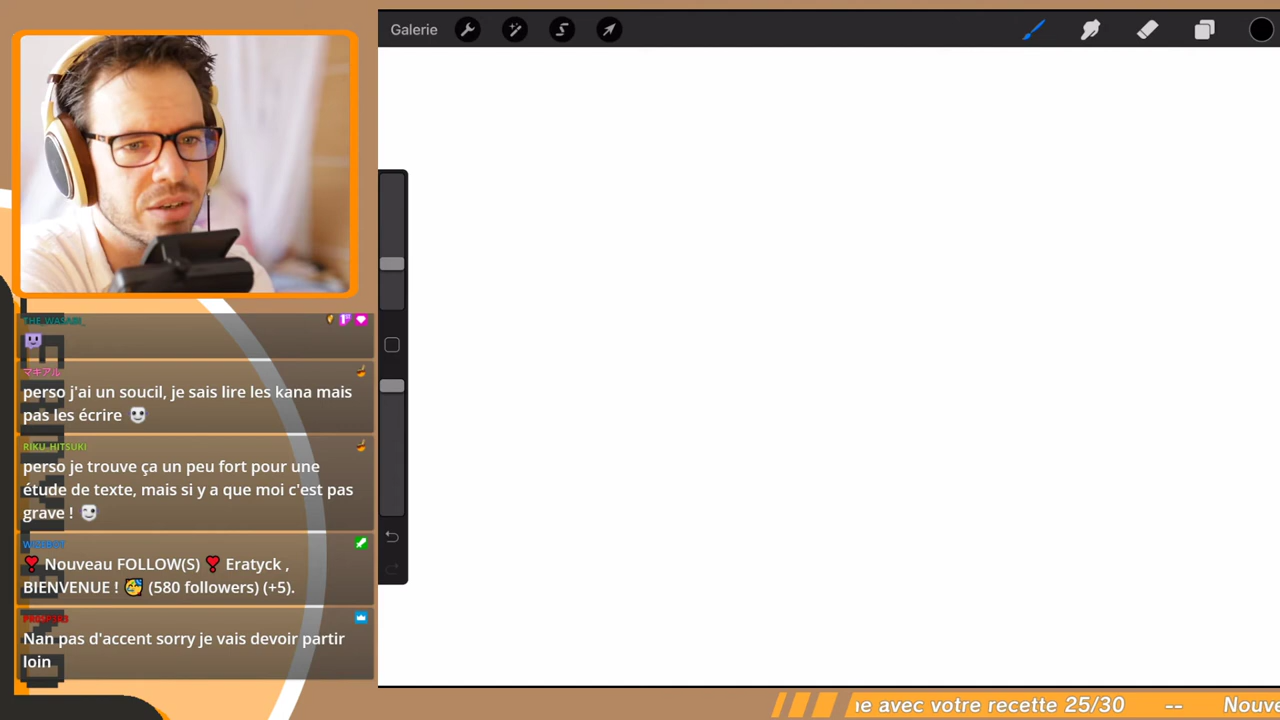 Galerie
THE_WASABI_
マキアル
perso j'ai un soucil, je sais lire les kana mais
pas les écrire
RIKU_HITSUKI
perso je trouve ça un peu fort pour une
étude de texte, mais si y a que moi c'est pas
grave !
WIZEBOT
Nouveau FOLLOW(S) Eratyck ,
BIENVENUE ! (580 followers) (+5).
Nan pas d'accent sorry je vais devoir partir
loin
ne avec votre recette 25/30 -- Nouve